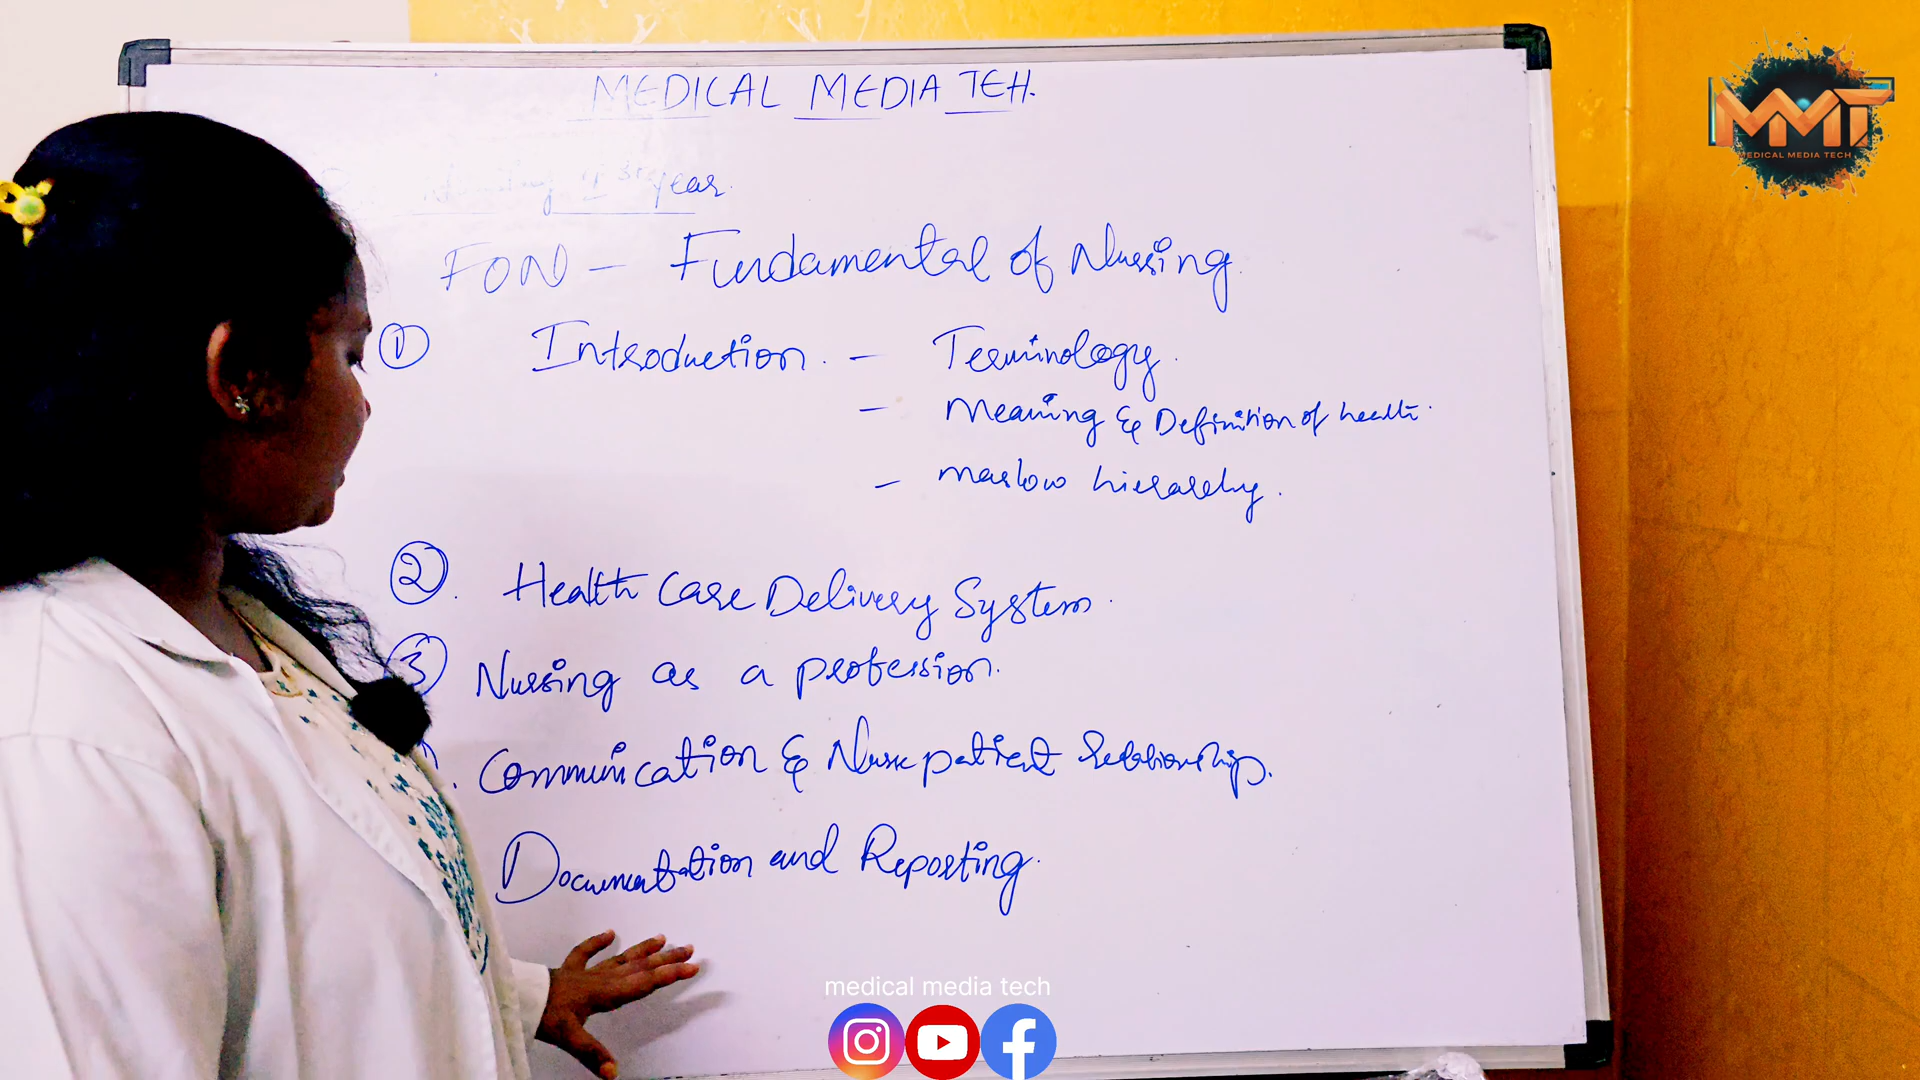 MEDICAL MEDIA TEH.
MMT
MEDICAL MEDIA TECH
year.
FON - Fundamental of Nursing.
① Introduction. - Terminology.
- Meaning & Definition of health.
- maslow hierarchy.
②. Health Care Delivery System.
③ Nursing as a profession.
. Communication & Nurse patient relationship.
Documentation and Reporting.
medical media tech